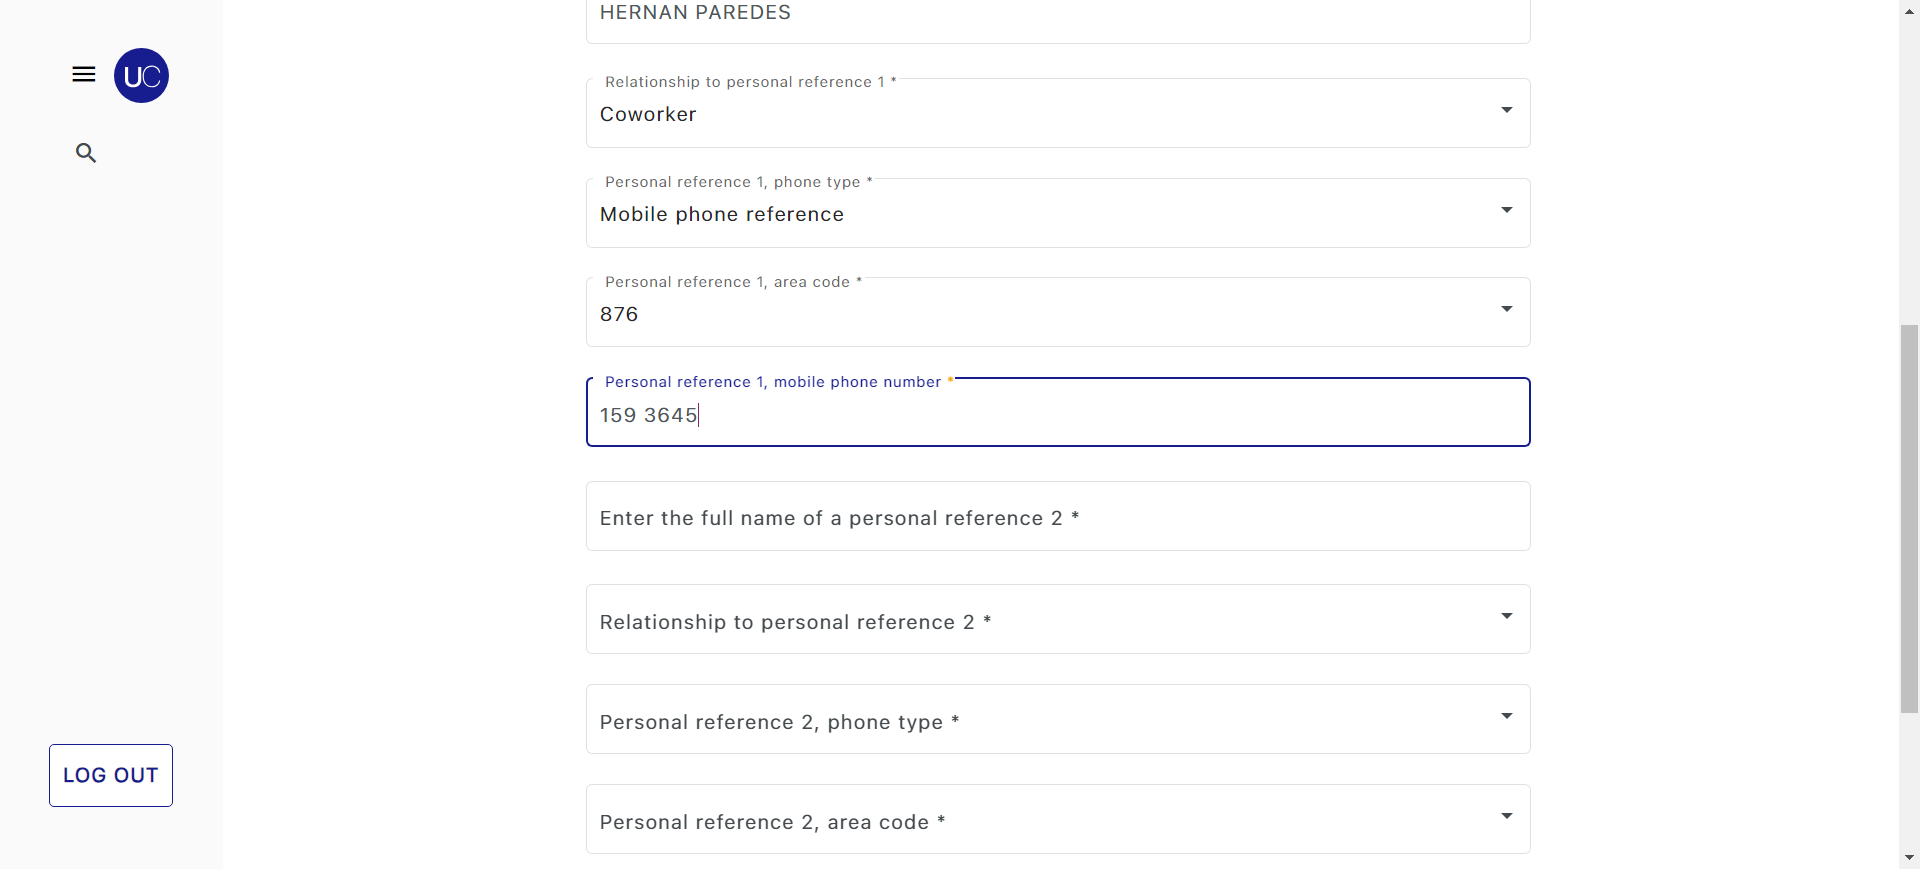 HERNAN PAREDES
UC
Relationship to personal reference 1 *
Coworker
Personal reference 1, phone type *
Mobile phone reference
Personal reference 1, area code *
876
Personal reference 1, mobile phone number *
159 3645
Enter the full name of a personal reference 2 *
Relationship to personal reference 2 *
Personal reference 2, phone type *
LOG OUT
Personal reference 2, area code *